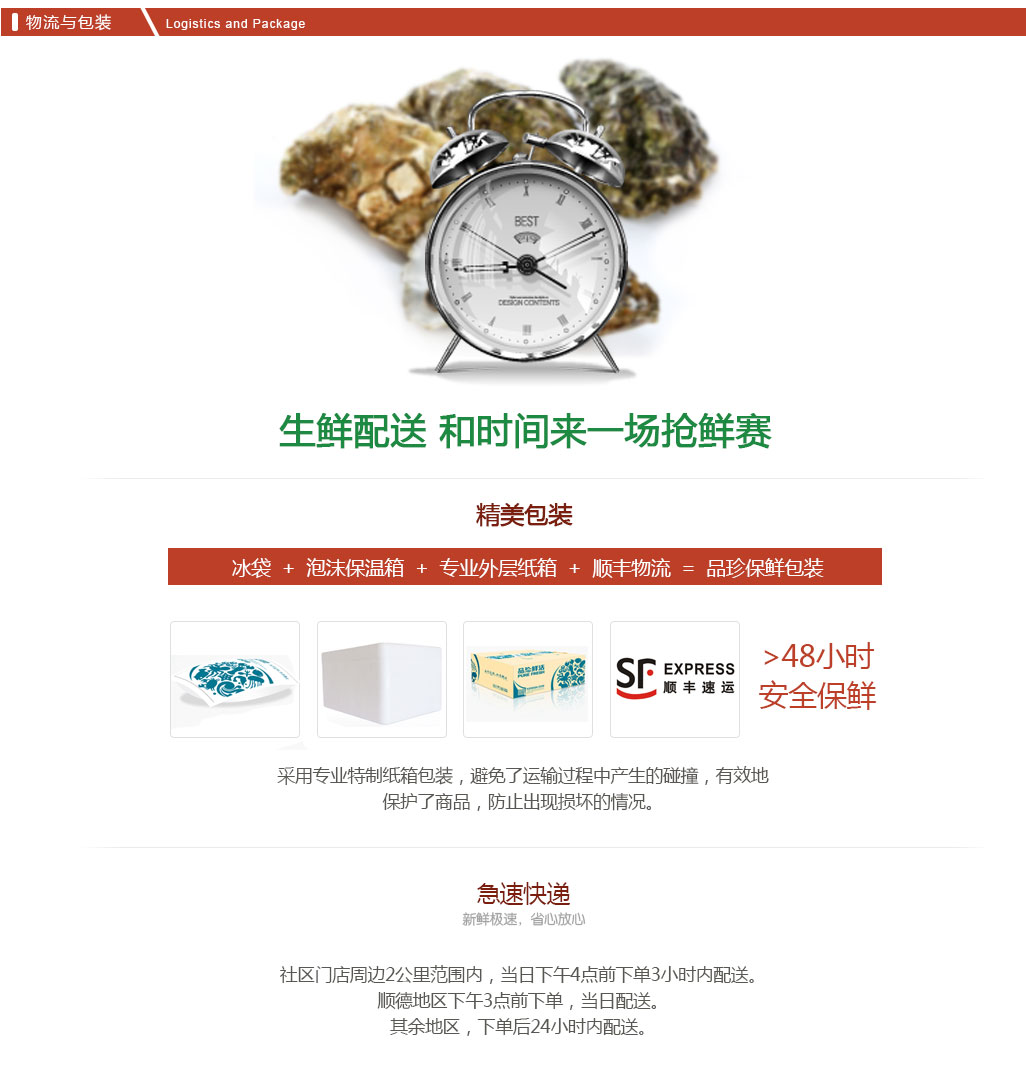 物流与包装
Logistics and Package
BEST
DESIGN CONTENTS
生鲜配送 和时间来一场抢鲜赛
精美包装
冰袋 + 泡沫保温箱 + 专业外层纸箱 + 顺丰物流 = 品珍保鲜包装
品珍鲜活
PURE FRESH
SF EXPRESS
顺丰速运
>48小时
安全保鲜
采用专业特制纸箱包装，避免了运输过程中产生的碰撞，有效地
保护了商品，防止出现损坏的情况。
急速快递
新鲜极速，省心放心
社区门店周边2公里范围内，当日下午4点前下单3小时内配送。
顺德地区下午3点前下单，当日配送。
其余地区，下单后24小时内配送。